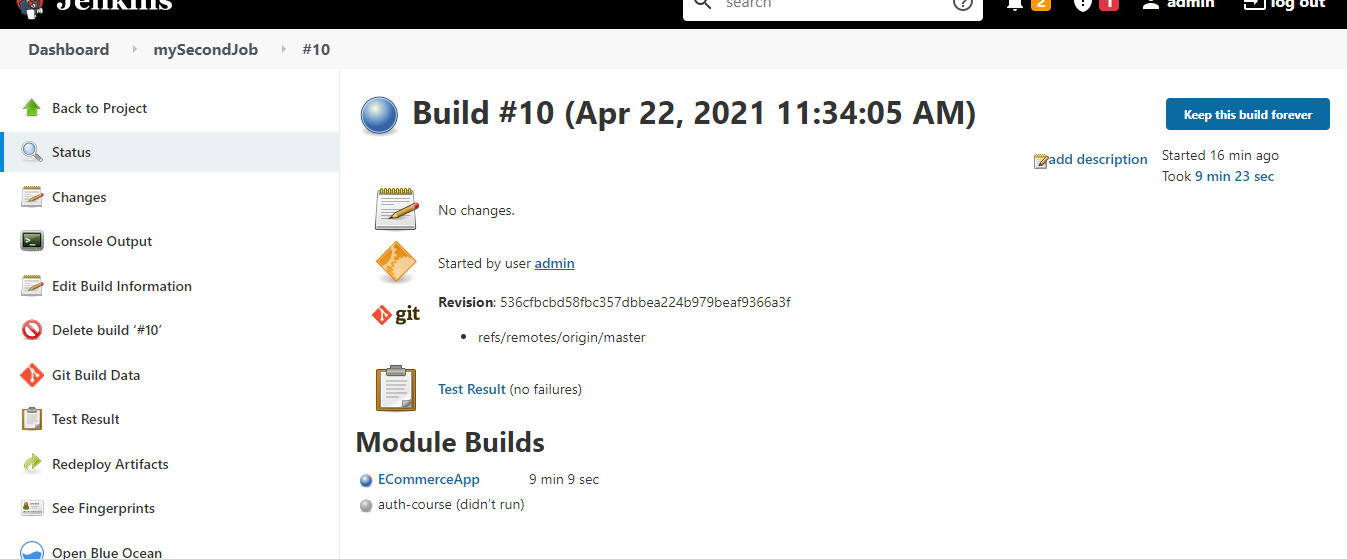 Jenkins
search
2
1
admin
log out
Dashboard
mySecondJob
#10
Back to Project
Status
Changes
Console Output
Edit Build Information
Delete build ‘#10’
Git Build Data
Test Result
Redeploy Artifacts
See Fingerprints
Open Blue Ocean
Build #10 (Apr 22, 2021 11:34:05 AM)
Keep this build forever
add description
Started 16 min ago
Took 9 min 23 sec
No changes.
Started by user admin
git
Revision: 536cfbcbd58fbc357dbbea224b979beaf9366a3f
refs/remotes/origin/master
Test Result (no failures)
Module Builds
ECommerceApp 9 min 9 sec
auth-course (didn’t run)